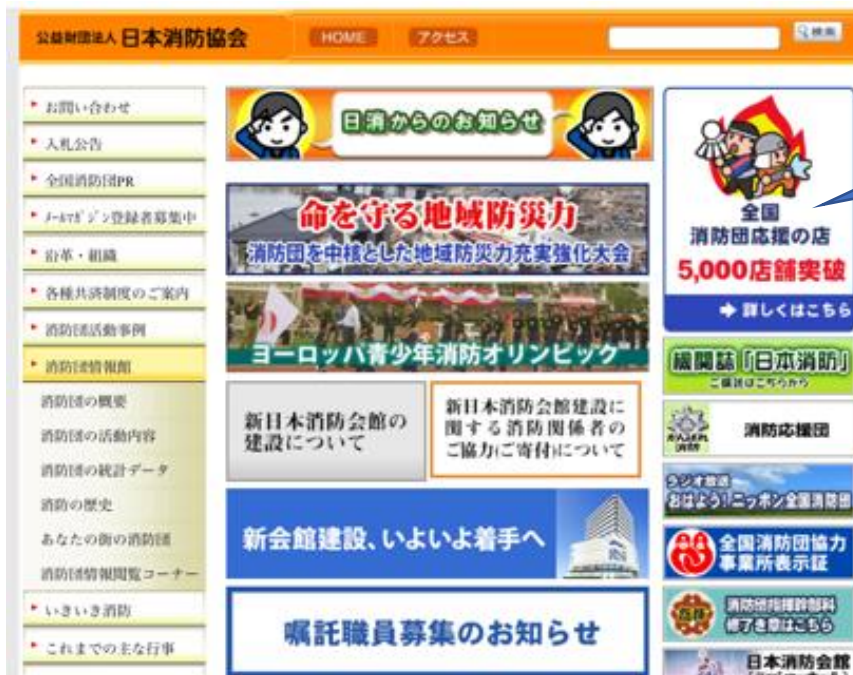 公益財団法人 日本消防協会
HOME
アクセス
検索
お問い合わせ
入札公告
全国消防団PR
メールマガジン登録者募集中
沿革・組織
各種共済制度のご案内
消防団活動事例
消防団情報館
消防団の概要
消防団の活動内容
消防団の統計データ
消防の歴史
あなたの街の消防団
消防団情報閲覧コーナー
いきいき消防
これまでの主な行事
日消からのお知らせ
命を守る地域防災力
消防団を中核とした地域防災力充実強化大会
ヨーロッパ青少年消防オリンピック
新日本消防会館の
建設について
新日本消防会館建設に
関する消防関係者の
ご協力(ご寄付)について
新会館建設、いよいよ着手へ
嘱託職員募集のお知らせ
全国
消防団応援の店
5,000店舗突破
詳しくはこちら
機関誌「日本消防」
ご購読はこちらから
消防応援団
ラジオ放送
おはよう!ニッポン全国消防団
全国消防団協力
事業所表示証
消防団指揮幹部科
日本消防会館